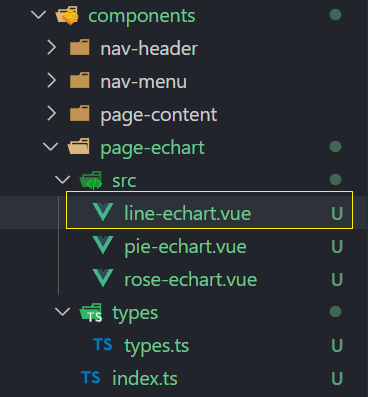 components
nav-header
nav-menu
page-content
page-echart
src
line-echart.vue U
pie-echart.vue U
rose-echart.vue U
types
TS types.ts U
TS index.ts U